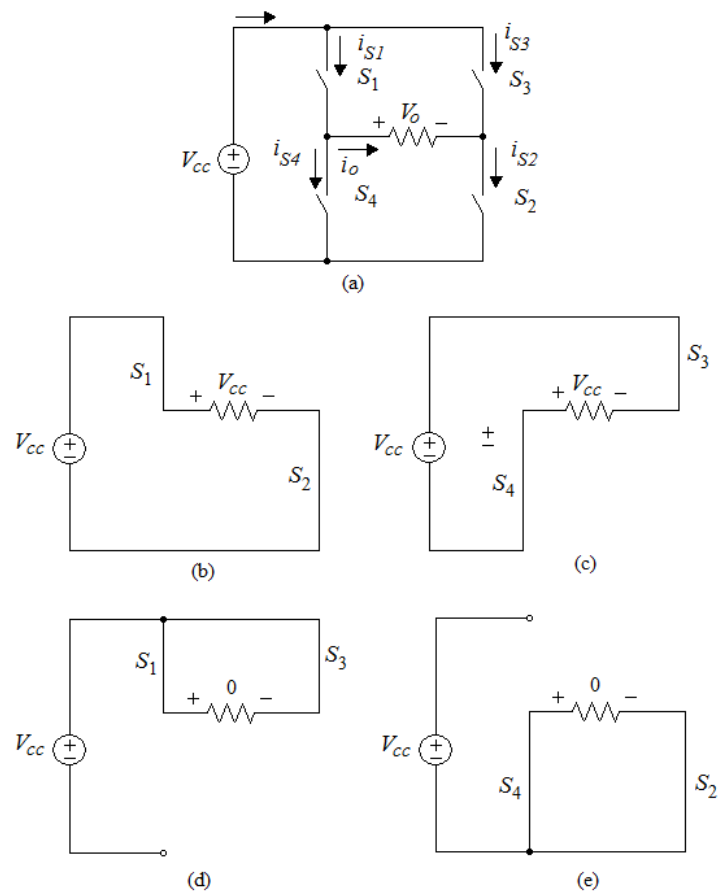 i_S1
i_S3
S_1
S_3
+ V_o −
V_cc
+
−
i_S4
i_o
i_S2
S_4
S_2
(a)
S_1
+ V_cc −
V_cc
+
−
S_2
(b)
S_3
+ V_cc −
V_cc
+
−
+
−
S_4
(c)
S_1
S_3
+ 0 −
V_cc
+
−
(d)
+ 0 −
V_cc
+
−
S_4
S_2
(e)